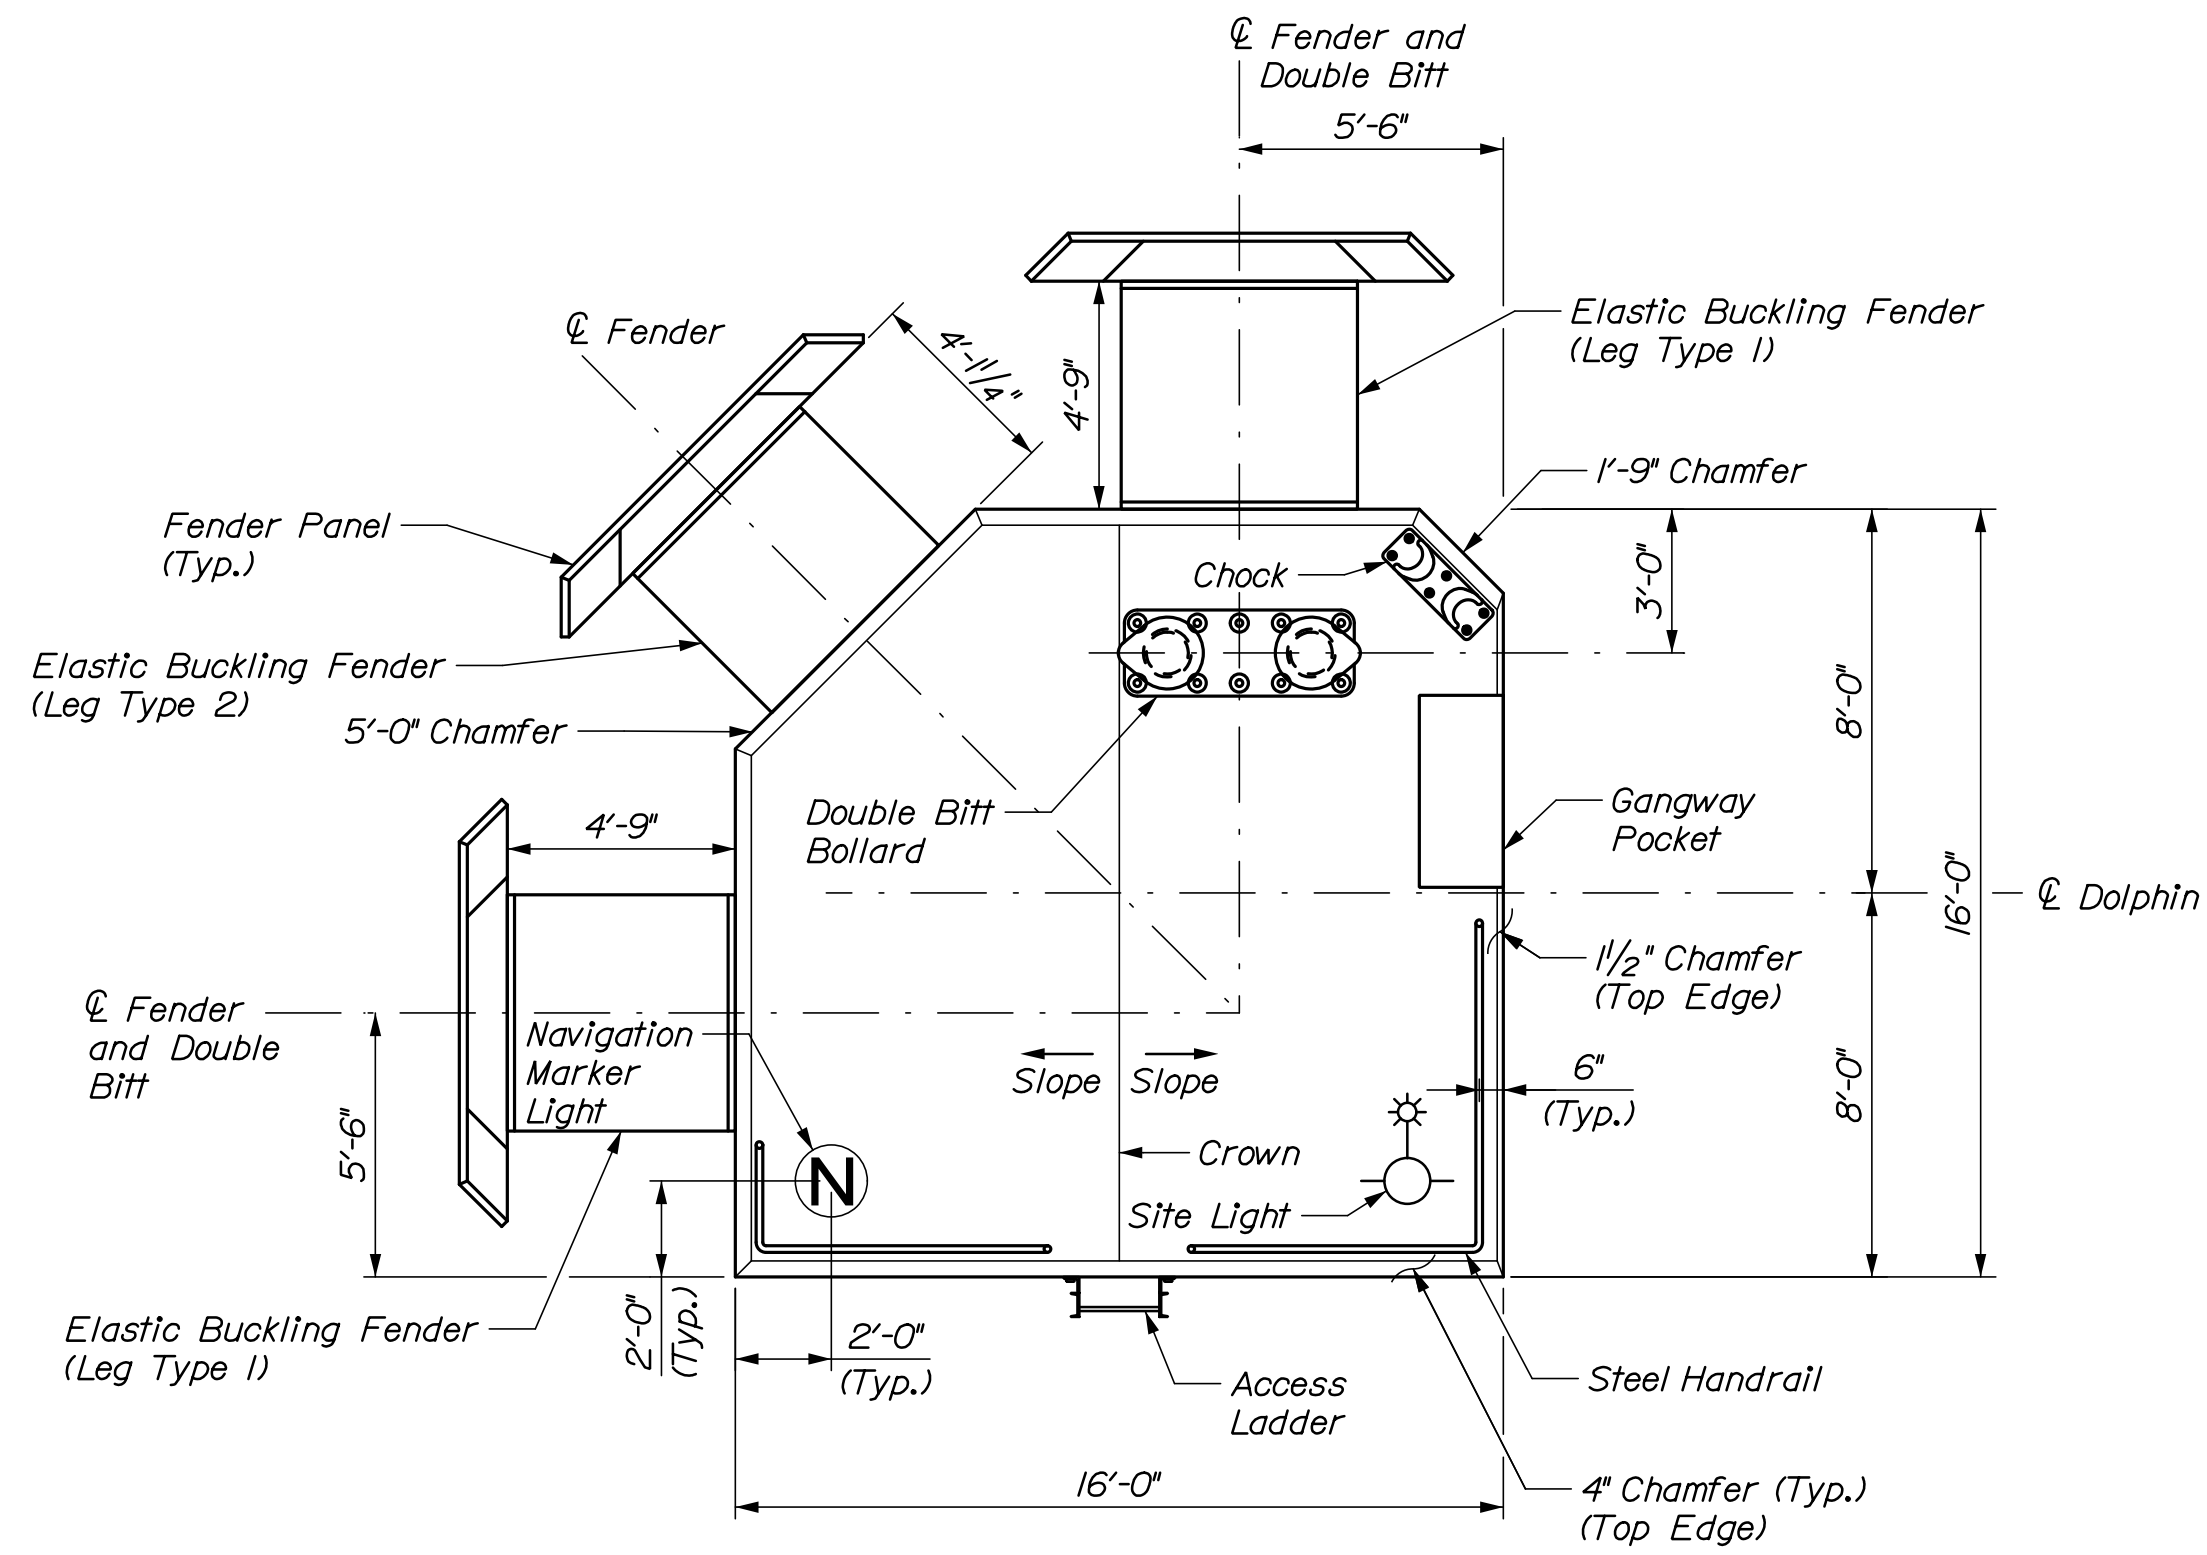 ℄ Fender and
Double Bitt
5'-6"
℄ Fender
4'-11/4"
4'-9"
Elastic Buckling Fender
(Leg Type 1)
1'-9" Chamfer
Fender Panel
(Typ.)
Chock
3'-0"
Elastic Buckling Fender
(Leg Type 2)
5'-0" Chamfer
8'-0"
Double Bitt
Bollard
Gangway
Pocket
4'-9"
16'-0"
℄ Dolphin
1 1/2" Chamfer
(Top Edge)
℄ Fender
and Double
Bitt
Navigation
Marker
Light
Slope
Slope
6"
(Typ.)
8'-0"
5'-6"
Crown
N
Site Light
2'-0"
(Typ.)
Elastic Buckling Fender
(Leg Type 1)
2'-0"
(Typ.)
Access
Ladder
Steel Handrail
16'-0"
4" Chamfer (Typ.)
(Top Edge)